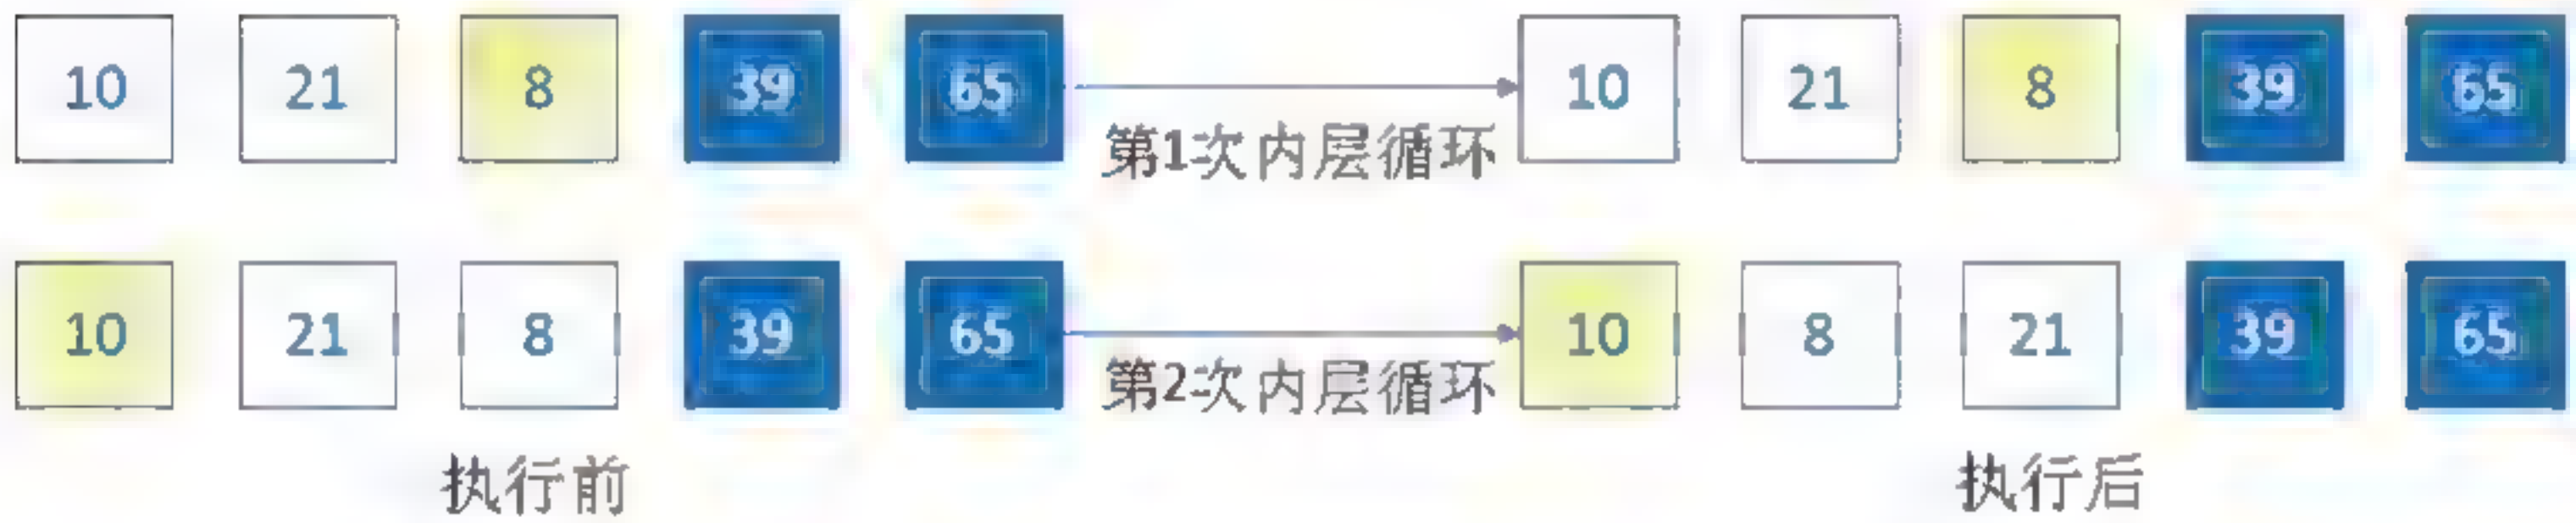 10 21 8 39 65 第1次内层循环 10 21 8 39 65
10 21 8 39 65 第2次内层循环 10 8 21 39 65
执行前 执行后